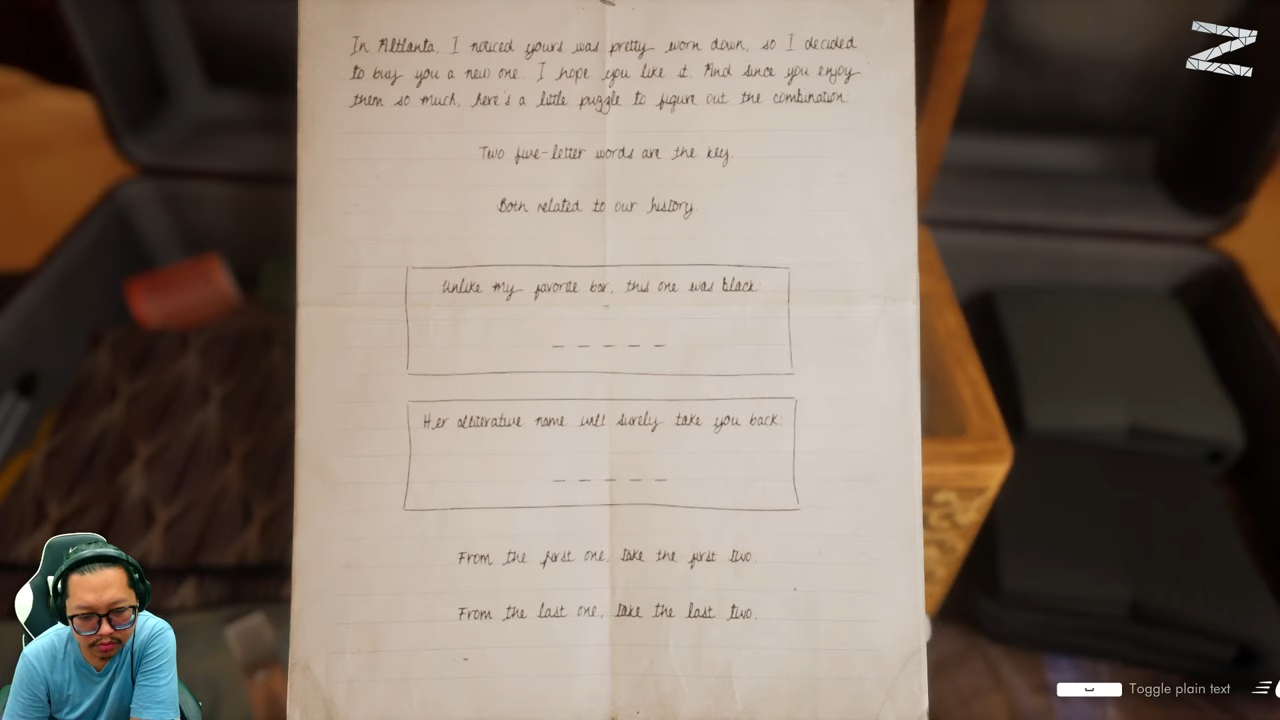 Z
In Altlanta, I noticed yours was pretty worn down, so I decided
to buy you a new one. I hope you like it. And since you enjoy
them so much, here's a little puzzle to figure out the combination:
Two five-letter words are the key.
Both related to our history.
Unlike my favorite bar, this one was black:
_ _ _ _ _
Her alliterative name will surely take you back:
_ _ _ _ _
From the first one, take the first two.
From the last one, take the last two.
Toggle plain text